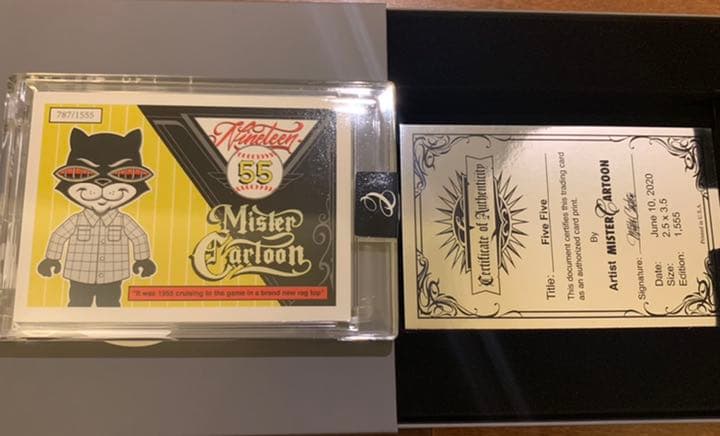 787/1555
Nineteen
55
Mister
Cartoon
"It was 1955 cruising to the game in a brand new rag top"
C
Certificate of Authenticity
Title: Five Five
This document certifies this trading card
as an authorized card print.
By
Artist MISTER CARTOON
Signature:
Date: June 10, 2020
Size: 2.5 x 3.5
Edition: 1,555
Printed in U.S.A.